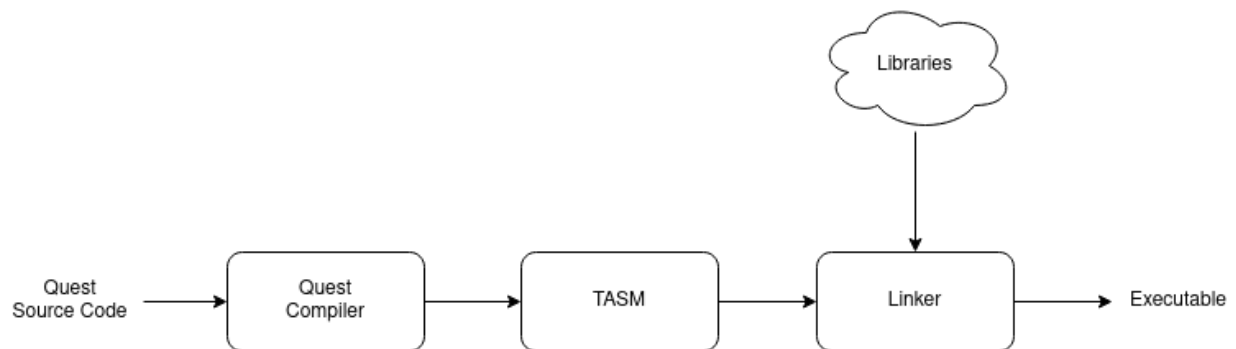 Libraries
Quest
Source Code
Quest
Compiler
TASM
Linker
Executable